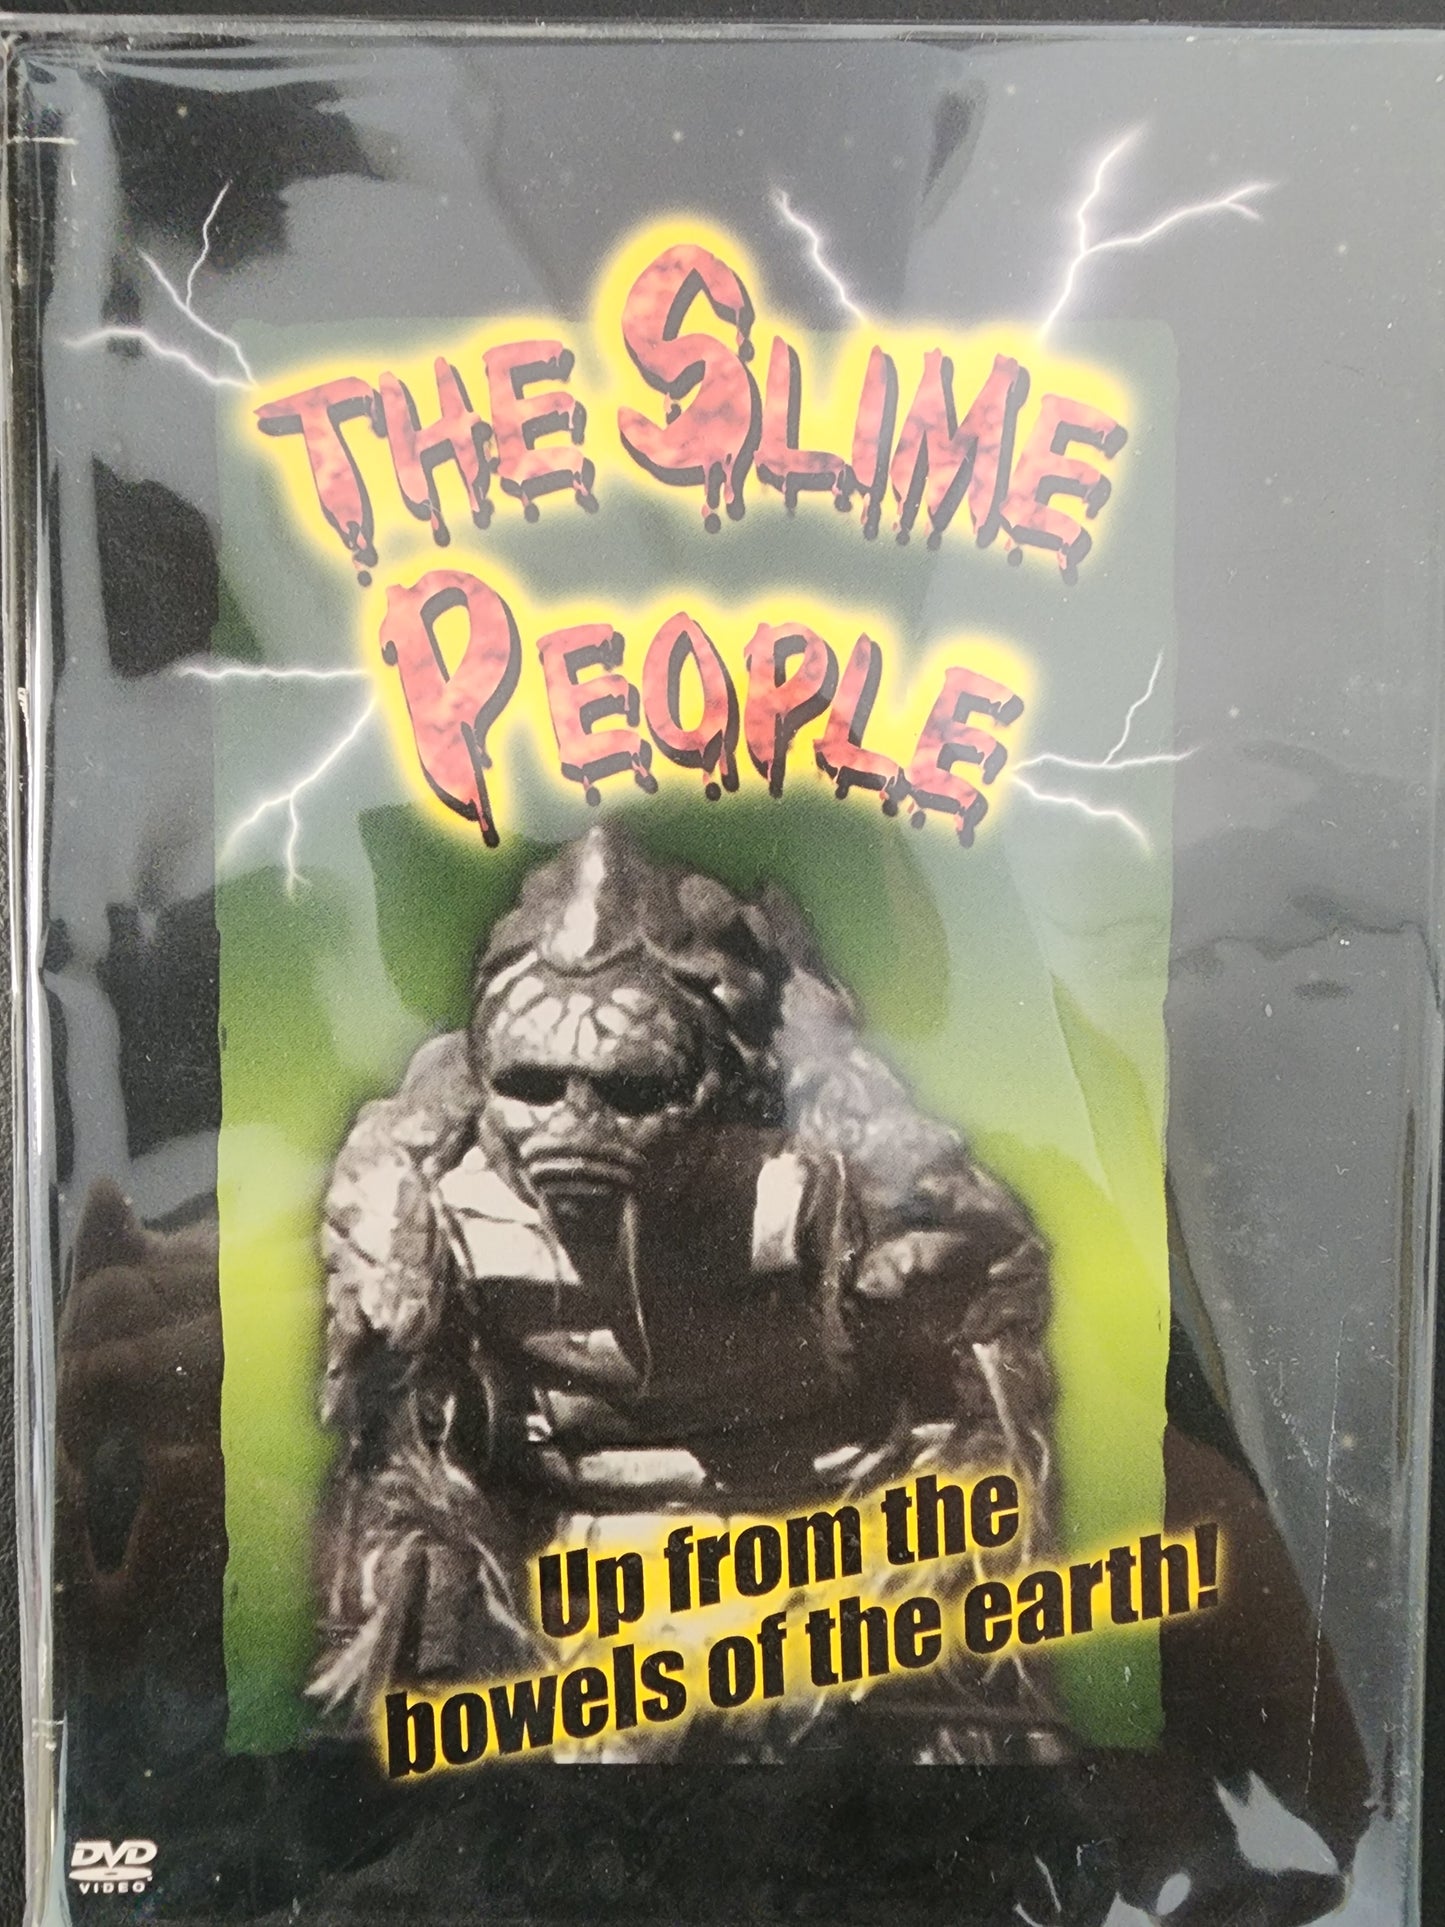 THE SLIME
PEOPLE
Up from the
bowels of the earth!
DVD
VIDEO